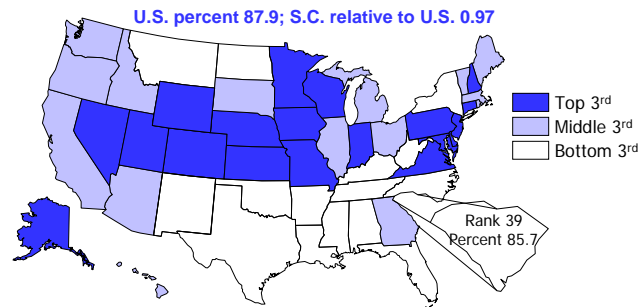 U.S. percent 87.9; S.C. relative to U.S. 0.97
Top 3rd
Middle 3rd
Bottom 3rd
Rank 39
Percent 85.7